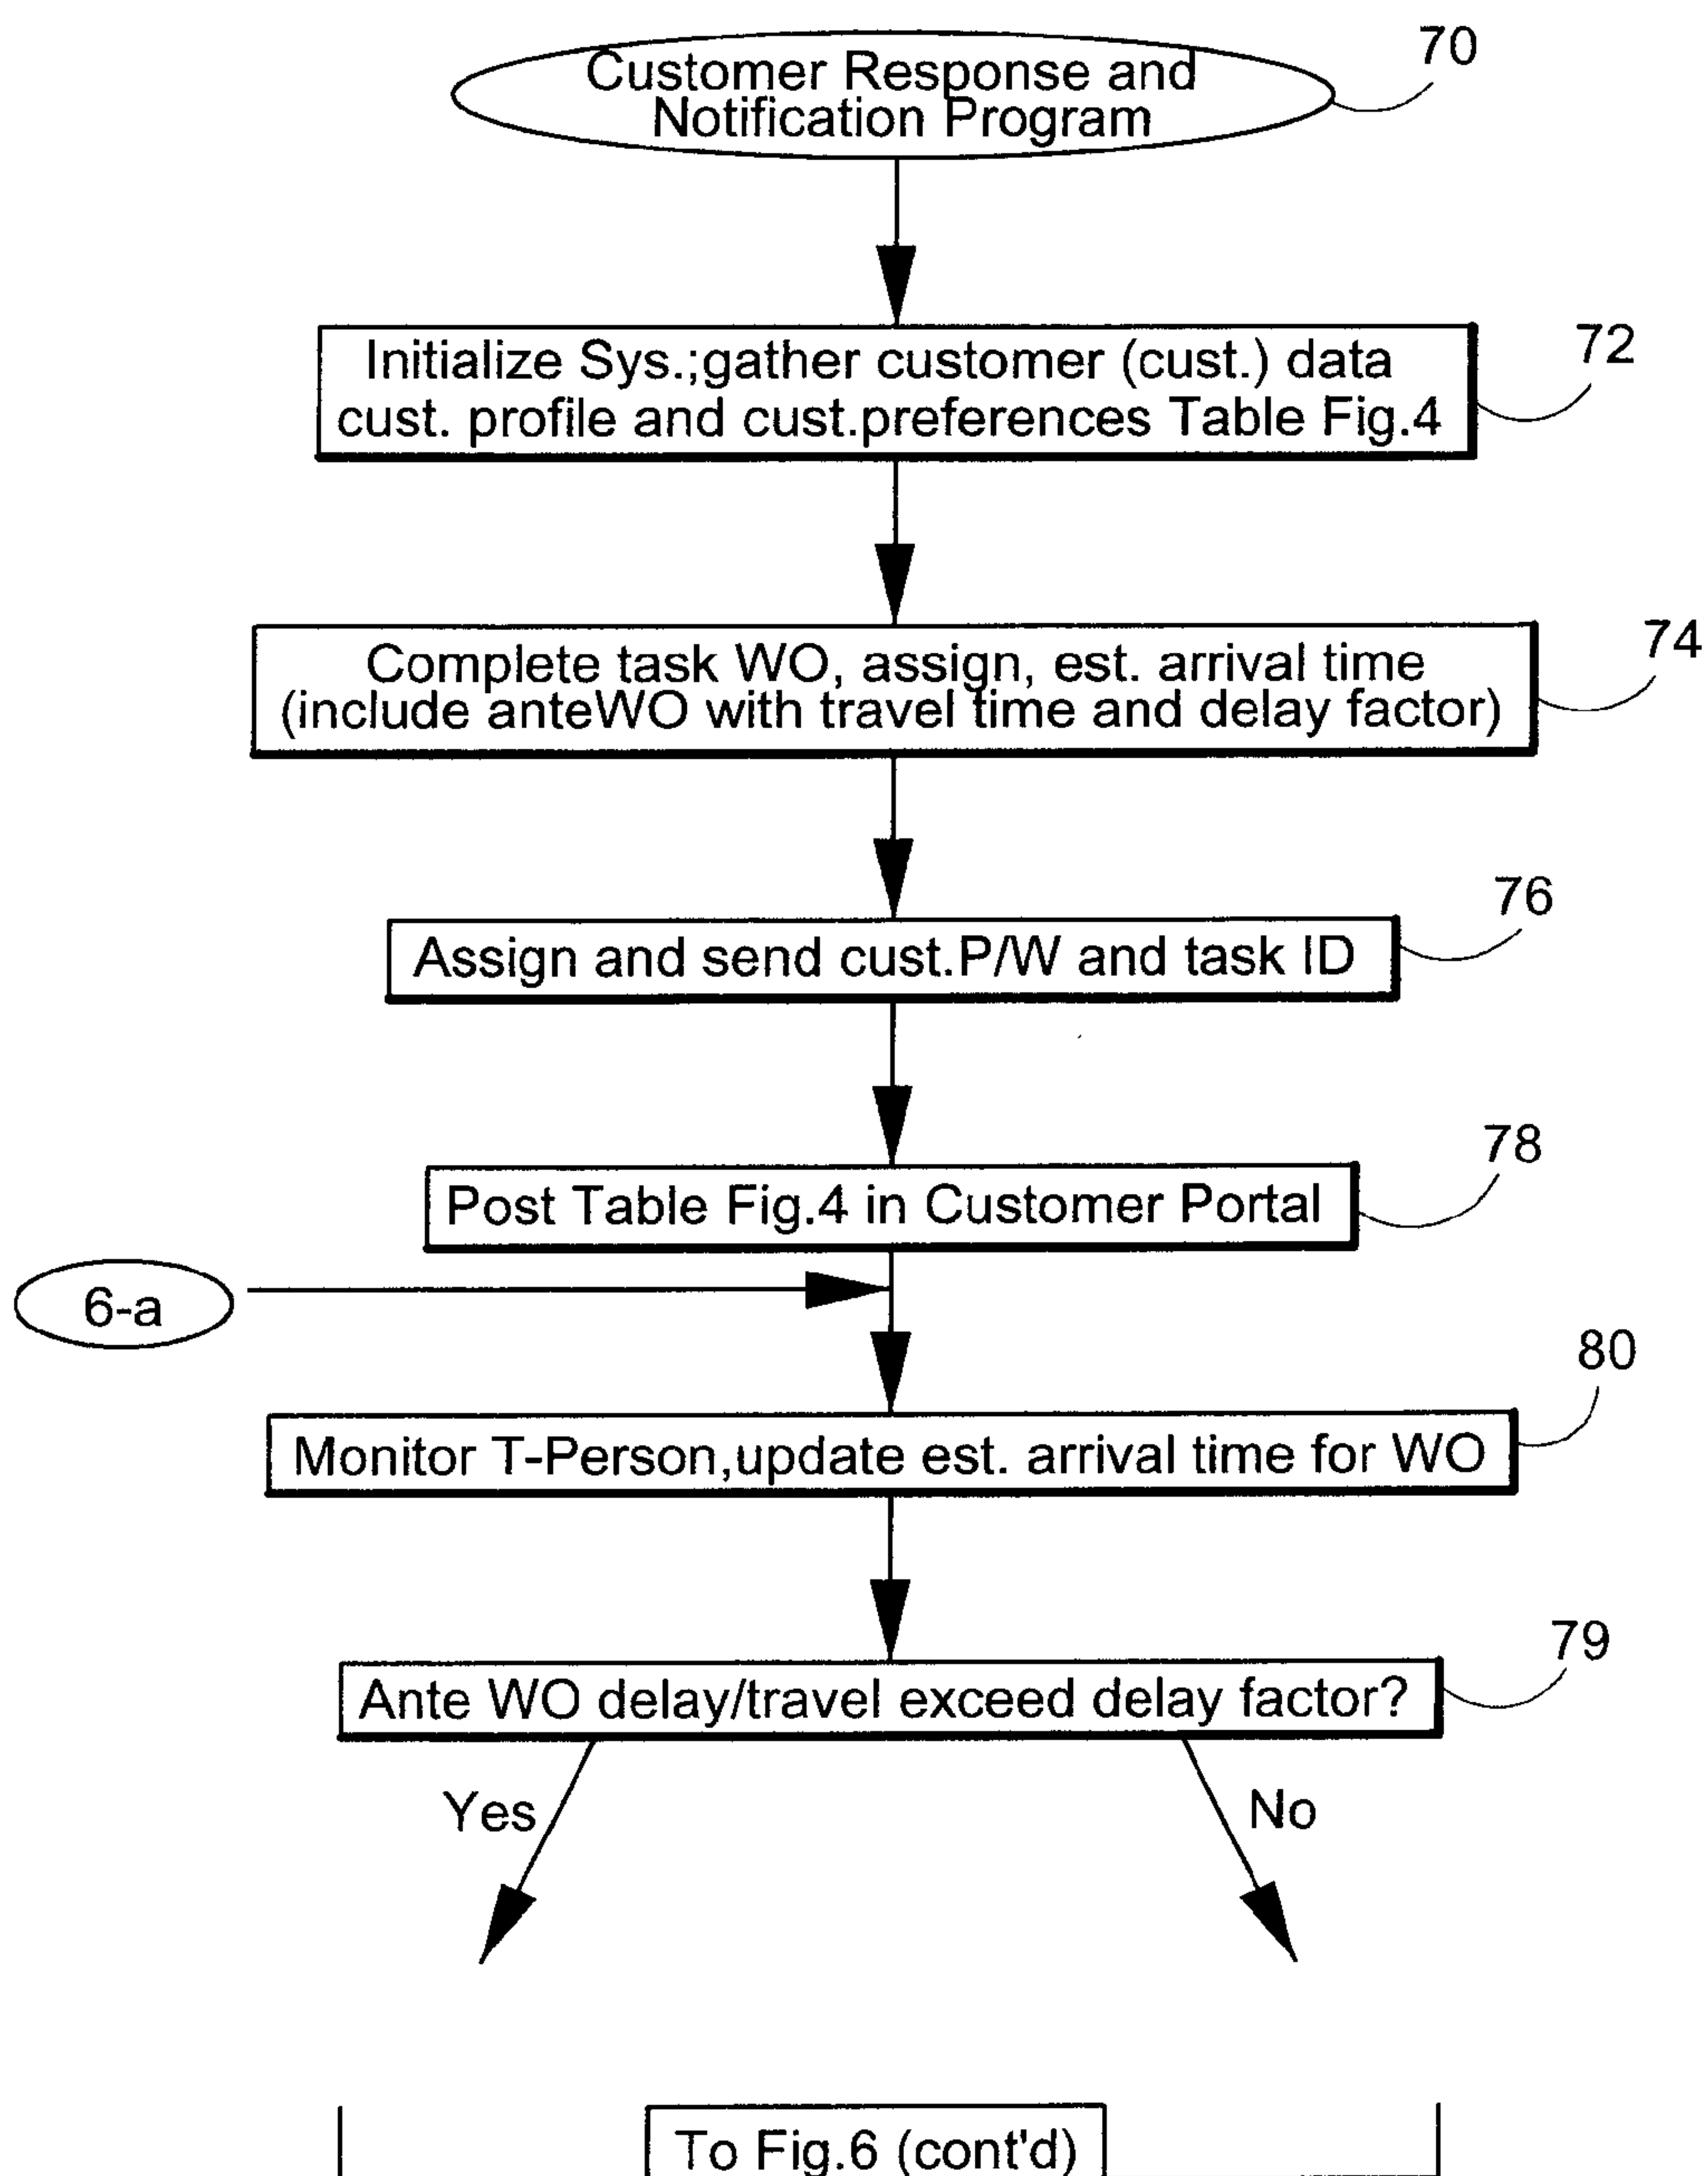 70
Customer Response and
Notification Program
72
Initialize Sys.;gather customer (cust.) data
cust. profile and cust.preferences Table Fig.4
74
Complete task WO, assign, est. arrival time
(include anteWO with travel time and delay factor)
76
Assign and send cust.P/W and task ID
78
Post Table Fig.4 in Customer Portal
6-a
80
Monitor T-Person,update est. arrival time for WO
79
Ante WO delay/travel exceed delay factor?
Yes
No
To Fig.6 (cont'd)